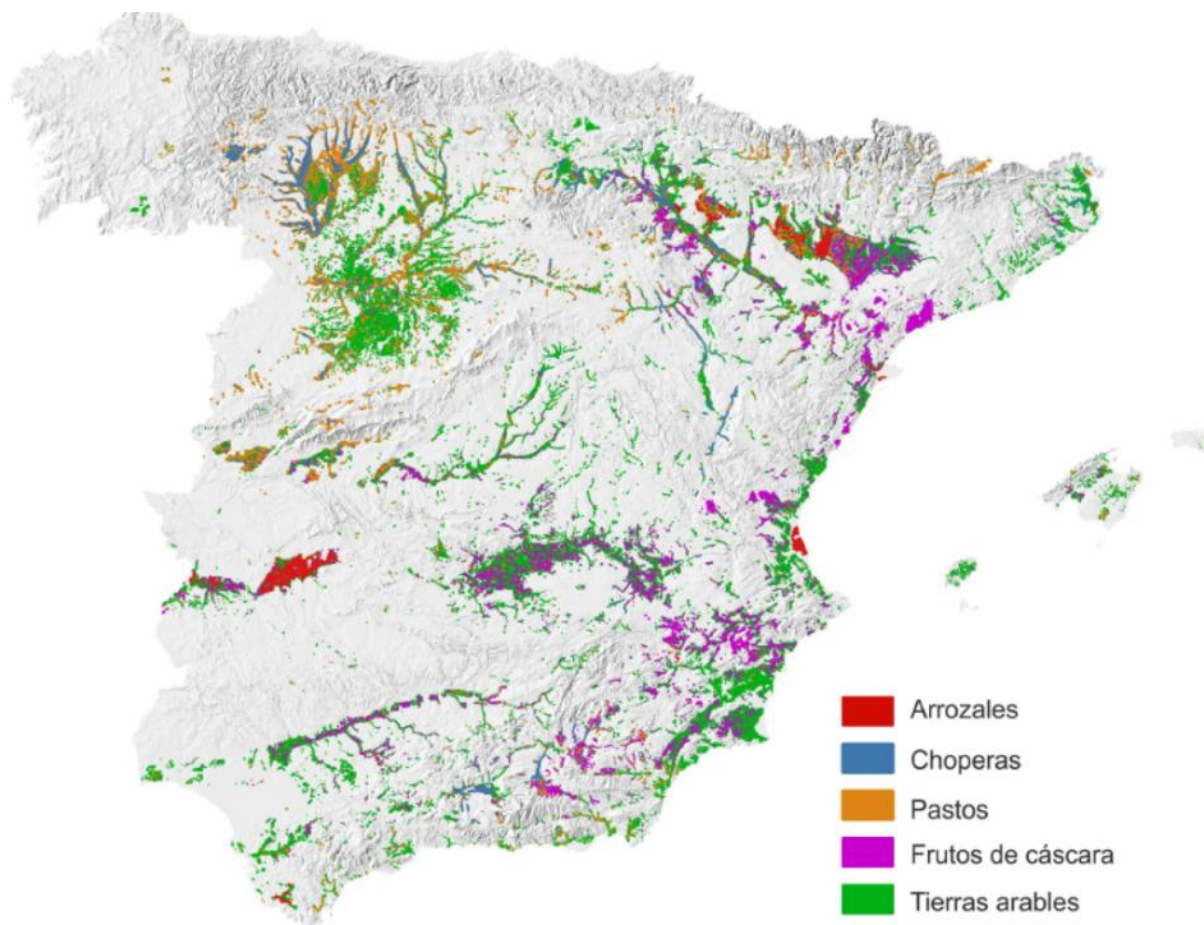 Arrozales
Choperas
Pastos
Frutos de cáscara
Tierras arables